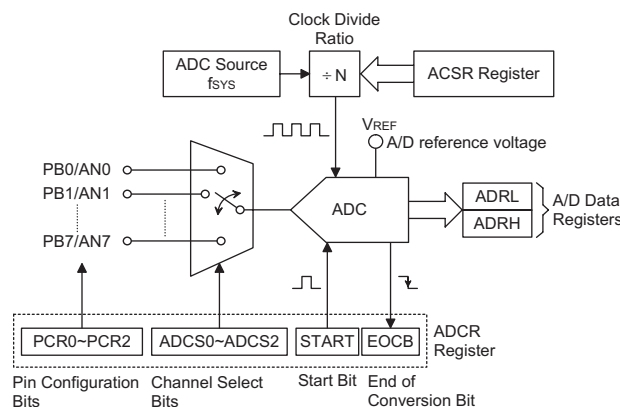 Clock Divide
Ratio
ADC Source
fSYS
÷ N
ACSR Register
VREF
A/D reference voltage
PB0/AN0
PB1/AN1
PB7/AN7
ADC
ADRL
ADRH
A/D Data
Registers
PCR0~PCR2
ADCS0~ADCS2
START
EOCB
ADCR
Register
Pin Configuration
Bits
Channel Select
Bits
Start Bit
End of
Conversion Bit